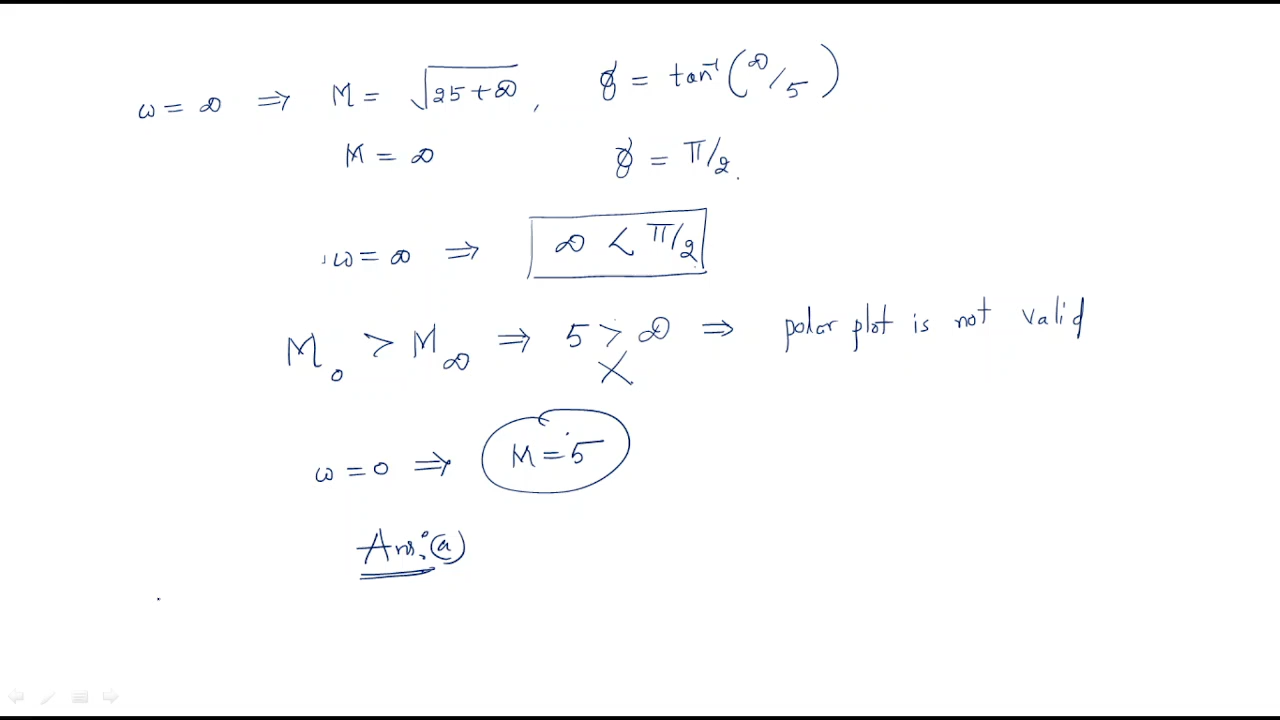 ω = ∞ ⇒ M = √(25 + ∞), φ = tan⁻¹(∞/5)
M = ∞ φ = π/2.
ω = ∞ ⇒ ∞ ∠ π/2
M₀ > M∞ ⇒ 5 > ∞ ⇒ polar plot is not valid
X
ω = 0 ⇒ M = 5
Ans: (a)